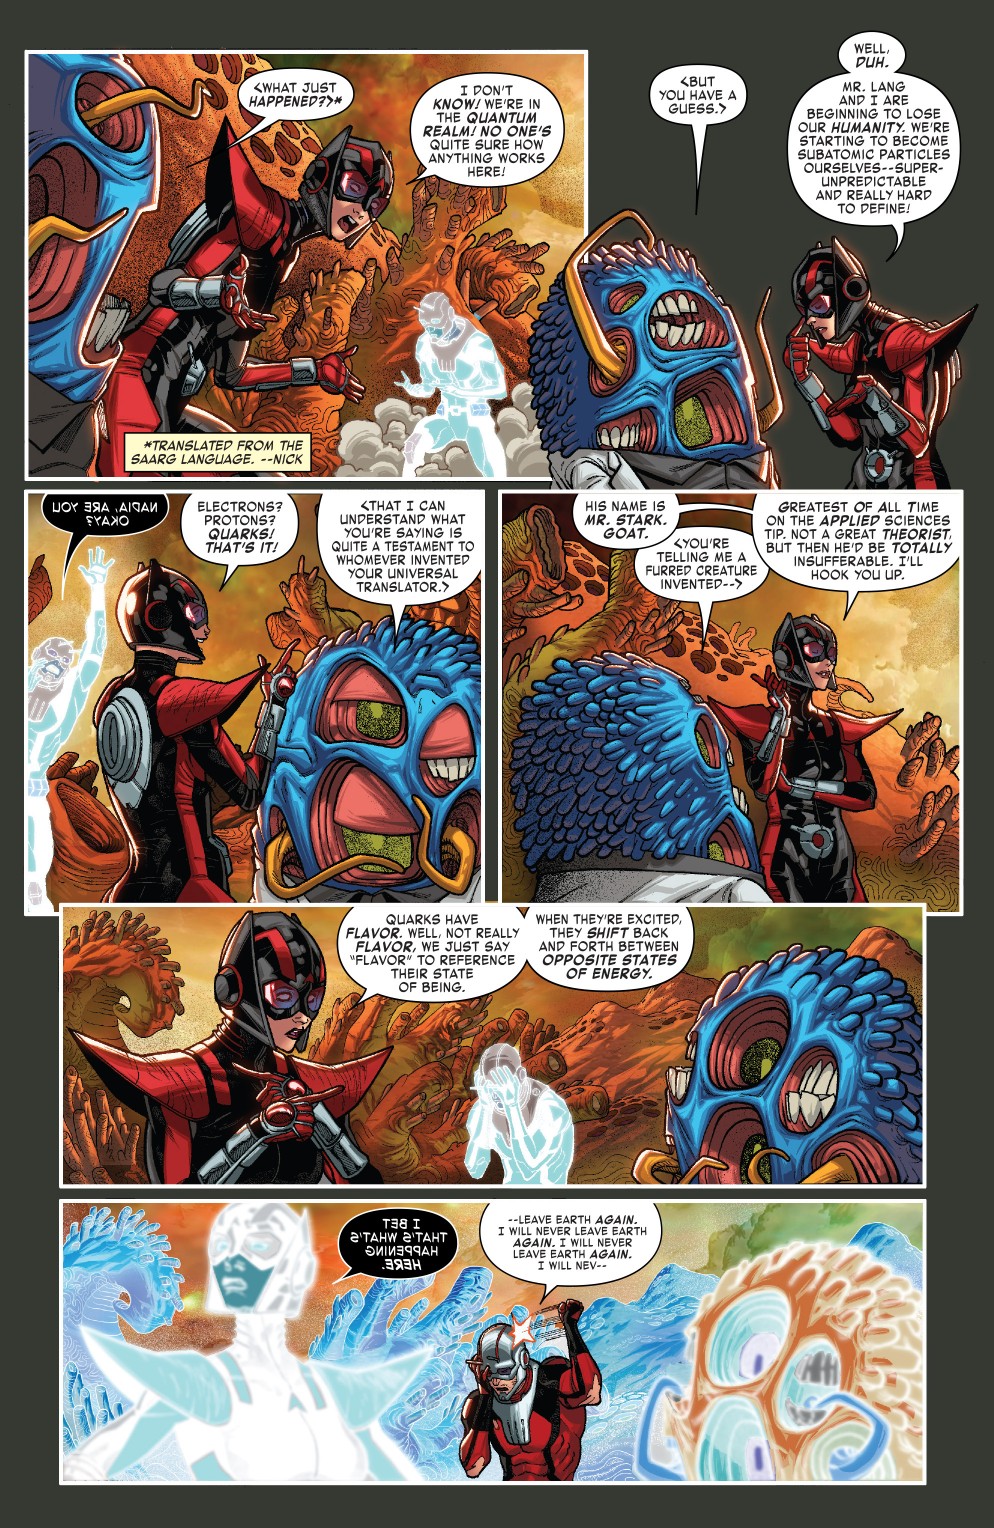 <WHAT JUST
HAPPENED?>*
I DON'T
KNOW! WE'RE IN
THE QUANTUM
REALM! NO ONE'S
QUITE SURE HOW
ANYTHING WORKS
HERE!
*TRANSLATED FROM THE
SAARG LANGUAGE. --NICK
<BUT
YOU HAVE A
GUESS.>
WELL,
DUH.
MR. LANG
AND I ARE
BEGINNING TO LOSE
OUR HUMANITY. WE'RE
STARTING TO BECOME
SUBATOMIC PARTICLES
OURSELVES--SUPER-
UNPREDICTABLE
AND REALLY HARD
TO DEFINE!
NADIA, ARE YOU
OKAY?
ELECTRONS?
PROTONS?
QUARKS!
THAT'S IT!
<THAT I CAN
UNDERSTAND WHAT
YOU'RE SAYING IS
QUITE A TESTAMENT TO
WHOMEVER INVENTED
YOUR UNIVERSAL
TRANSLATOR.>
HIS NAME IS
MR. STARK.
GOAT.
<YOU'RE
TELLING ME A
FURRED CREATURE
INVENTED-->
GREATEST OF ALL TIME
ON THE APPLIED SCIENCES
TIP. NOT A GREAT THEORIST,
BUT THEN HE'D BE TOTALLY
INSUFFERABLE. I'LL
HOOK YOU UP.
QUARKS HAVE
FLAVOR. WELL, NOT REALLY
FLAVOR, WE JUST SAY
"FLAVOR" TO REFERENCE
THEIR STATE
OF BEING.
WHEN THEY'RE EXCITED,
THEY SHIFT BACK
AND FORTH BETWEEN
OPPOSITE STATES
OF ENERGY.
I BET
THAT'S WHAT'S
HAPPENING
HERE.
--LEAVE EARTH AGAIN.
I WILL NEVER LEAVE EARTH
AGAIN. I WILL NEVER
LEAVE EARTH AGAIN.
I WILL NEV--